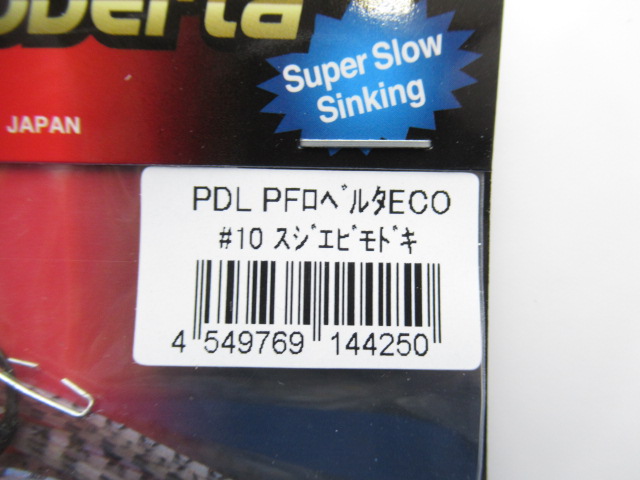 Super Slow
Sinking
JAPAN
PDL PFﾛﾍﾞﾙﾀECO
#10 ｽｼﾞｴﾋﾞﾓﾄﾞｷ
4 549769 144250